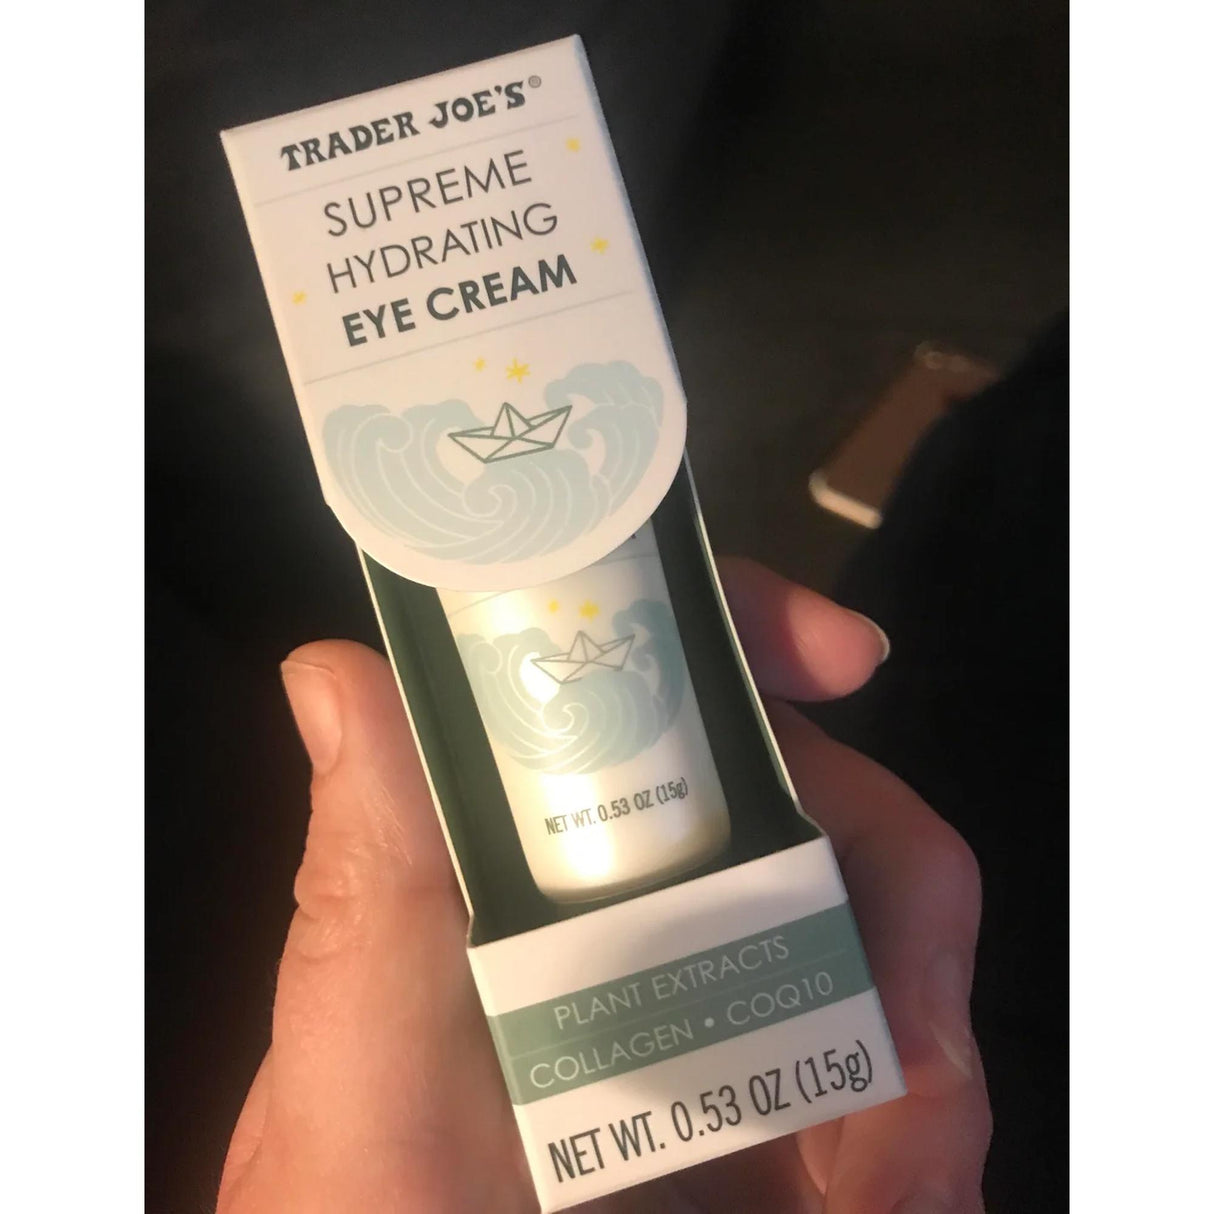 TRADER JOE'S®
SUPREME
HYDRATING
EYE CREAM
NET WT. 0.53 OZ (15g)
PLANT EXTRACTS
COLLAGEN • COQ10
NET WT. 0.53 OZ (15g)